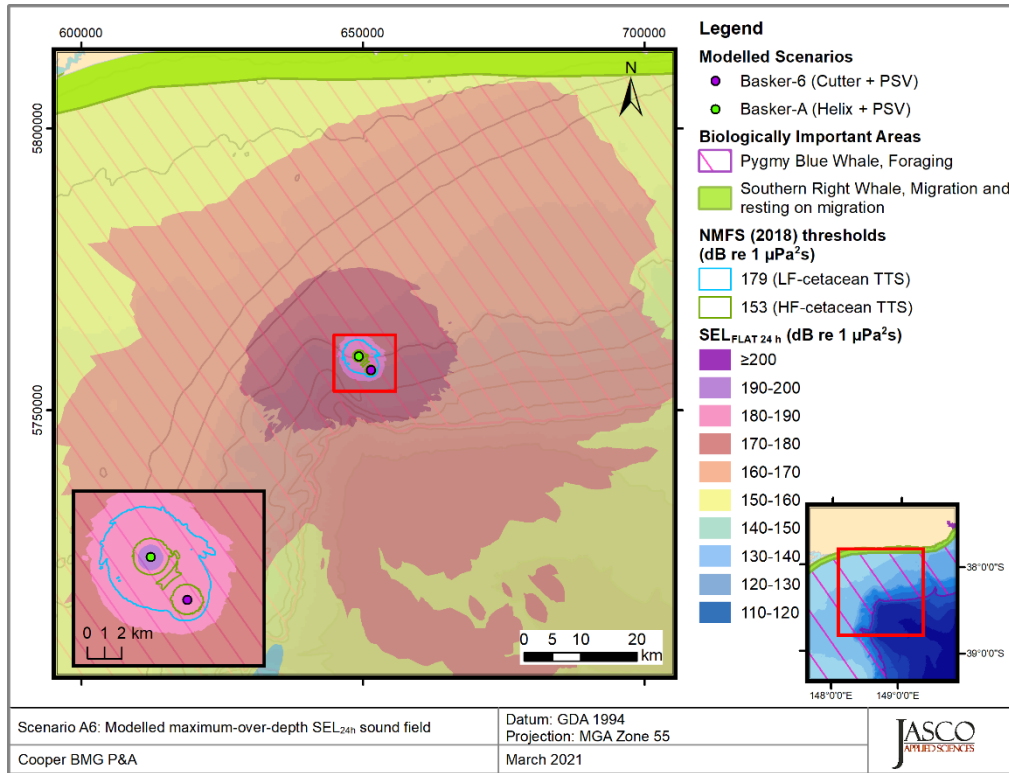 600000
700000
650000
5800000
5750000
N
0 1 2 km
0 5 10 20
km
Legend
Modelled Scenarios
Basker-6 (Cutter + PSV)
Basker-A (Helix + PSV)
Biologically Important Areas
Pygmy Blue Whale, Foraging
Southern Right Whale, Migration and
resting on migration
NMFS (2018) thresholds
(dB re 1 µPa²s)
179 (LF-cetacean TTS)
153 (HF-cetacean TTS)
SELFLAT 24 h (dB re 1 µPa²s)
≥200
190-200
180-190
170-180
160-170
150-160
140-150
130-140
120-130
110-120
38°0'0"S
39°0'0"S
148°0'0"E
149°0'0"E
Scenario A6: Modelled maximum-over-depth SEL24h sound field
Datum: GDA 1994
Projection: MGA Zone 55
Cooper BMG P&A
March 2021
JASCO
APPLIED SCIENCES